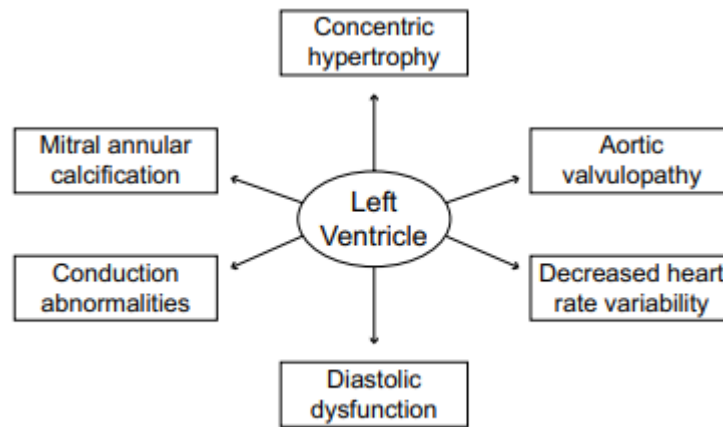 Concentric
hypertrophy
Mitral annular
calcification
Aortic
valvulopathy
Left
Ventricle
Conduction
abnormalities
Decreased heart
rate variability
Diastolic
dysfunction